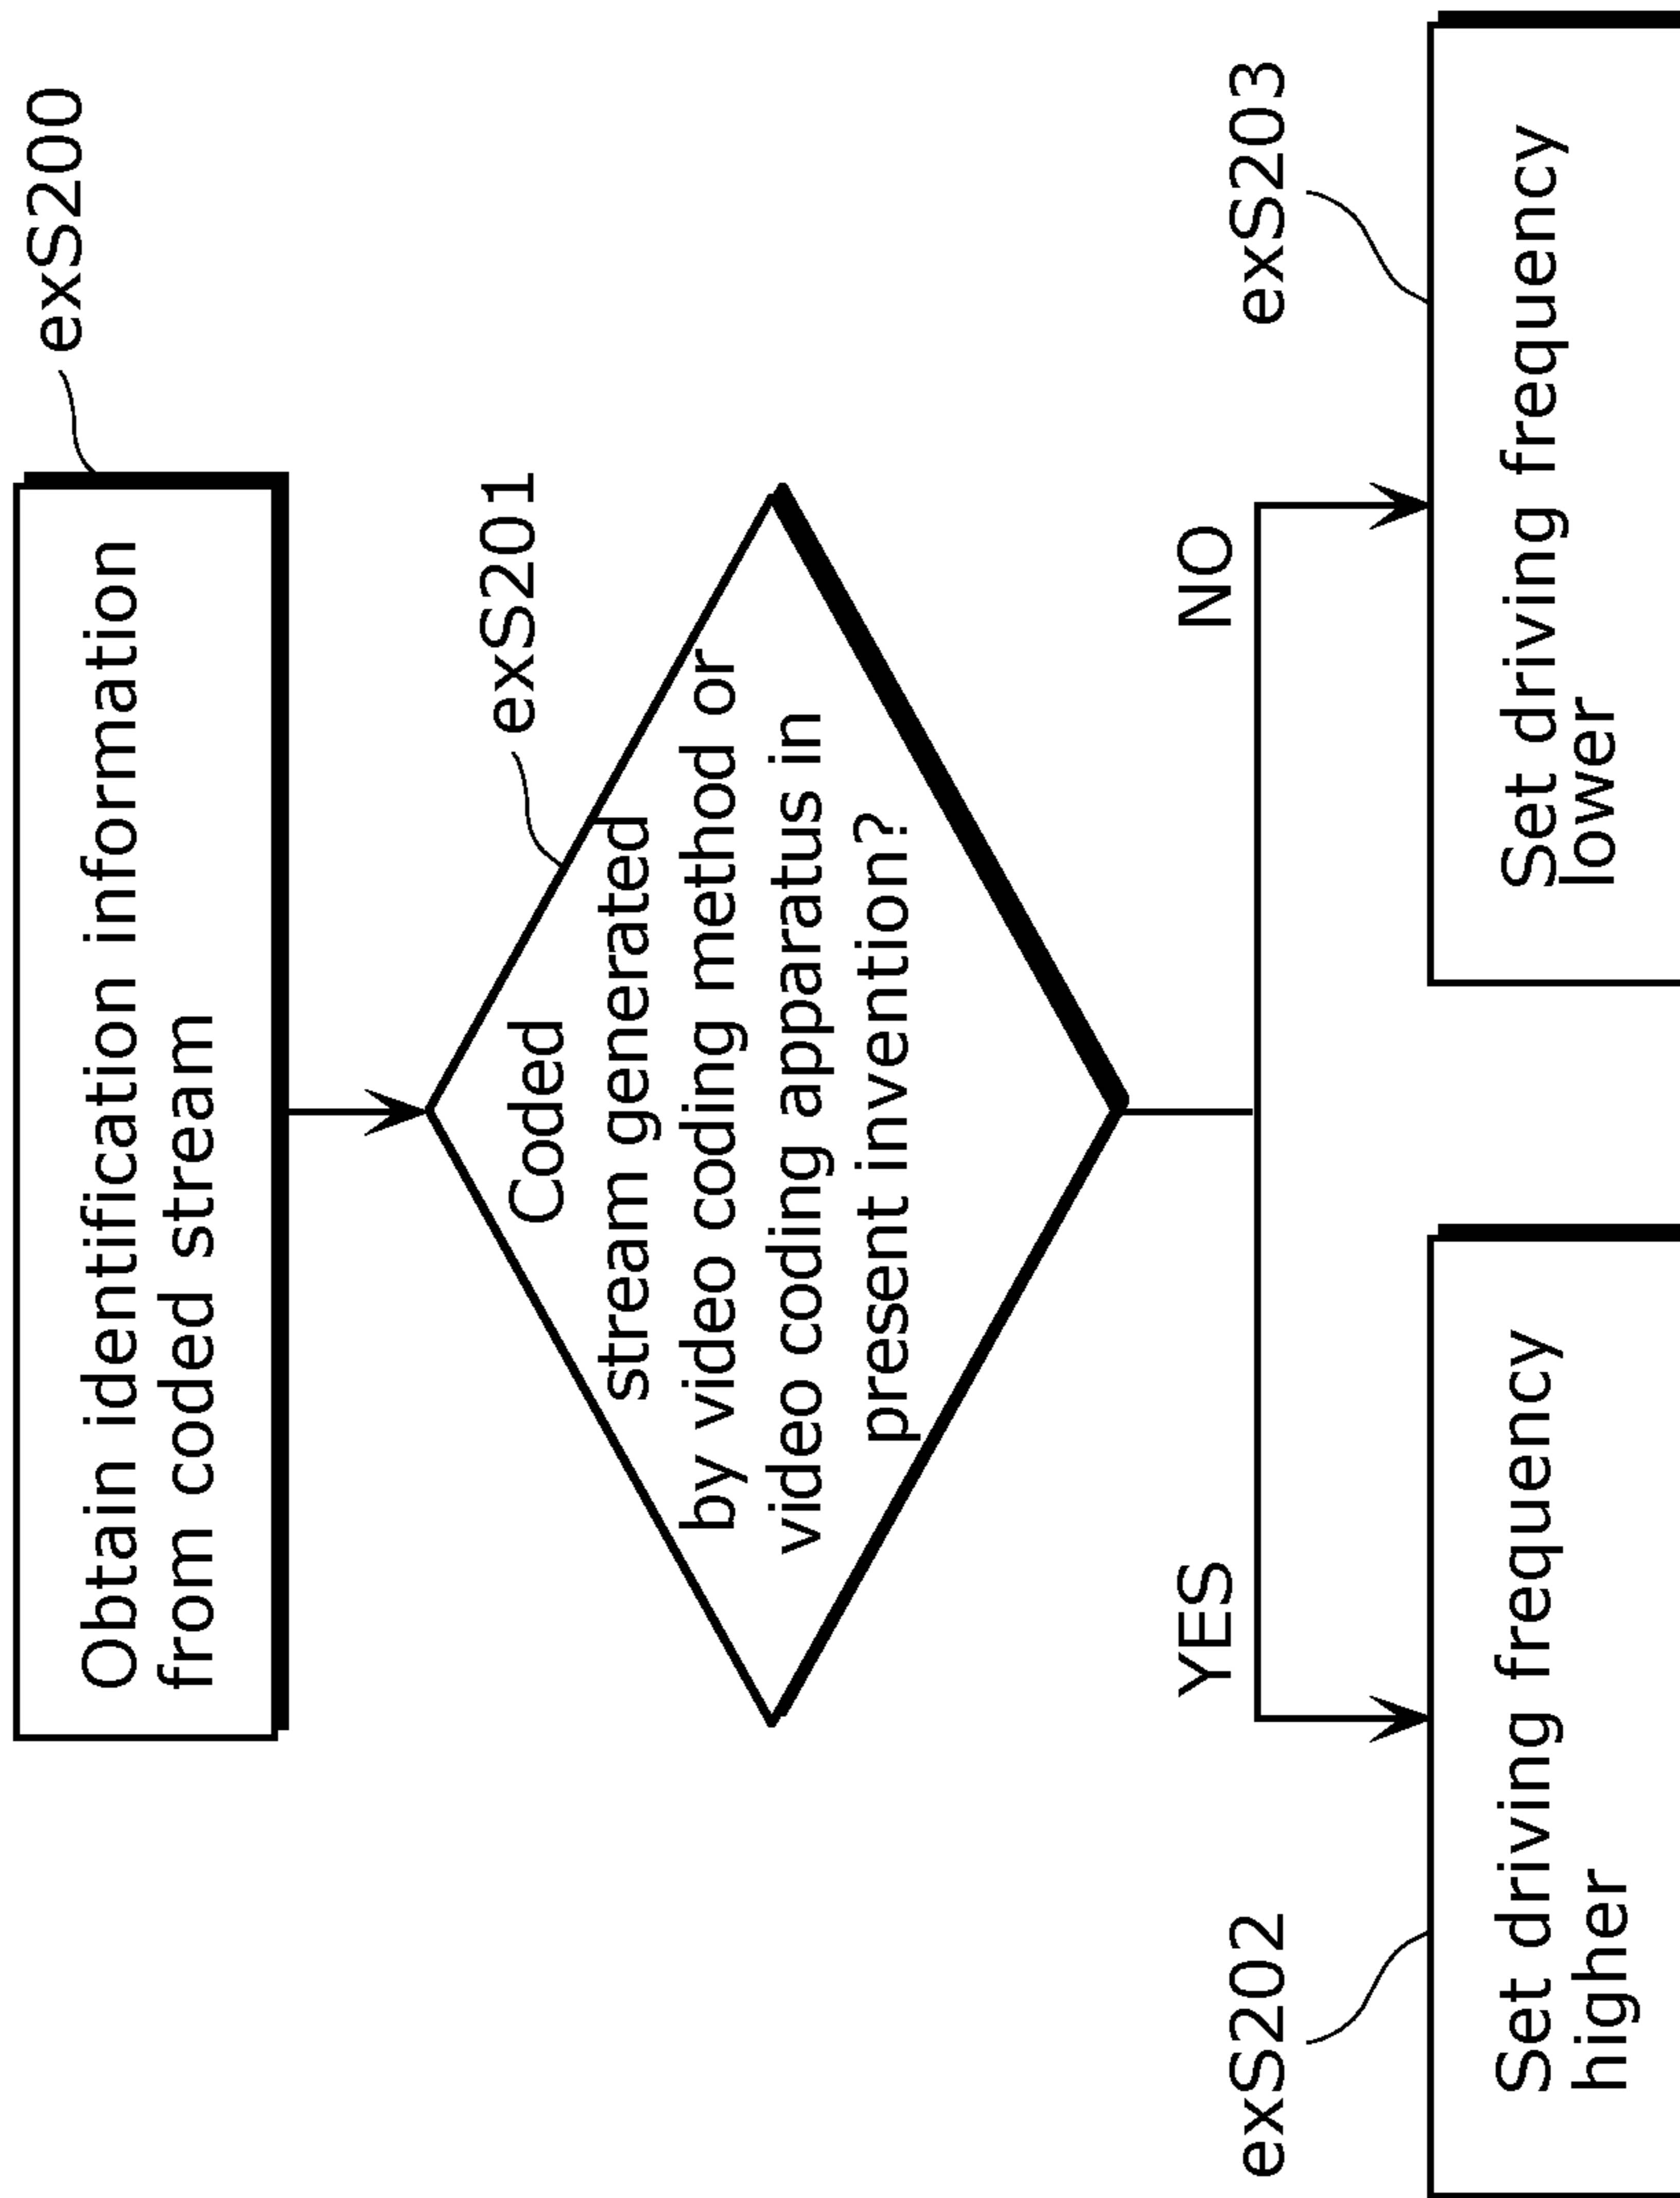 exS200
Obtain identification information
from coded stream
exS201
Coded
stream generated
by video coding method or
video coding apparatus in
present invention?
YES
NO
exS202
exS203
Set driving frequency
higher
Set driving frequency
lower